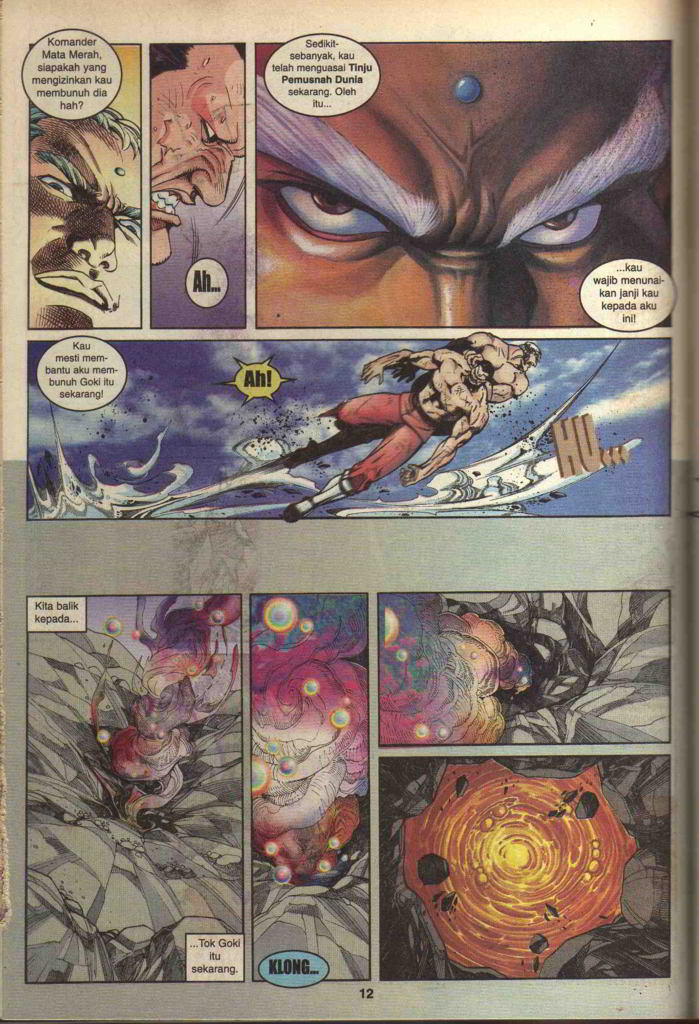 Komander
Mata Merah,
siapakah yang
mengizinkan kau
membunuh dia
hah?
Ah...
Sedikit-
sebanyak, kau
telah menguasai Tinju
Pemusnah Dunia
sekarang. Oleh
itu...
...kau
wajib menunai-
kan janji kau
kepada aku
ini!
Kau
mesti mem-
bantu aku mem-
bunuh Goki itu
sekarang!
Ah!
HU...
Kita balik
kepada...
...Tok Goki
itu
sekarang.
KLONG...
12